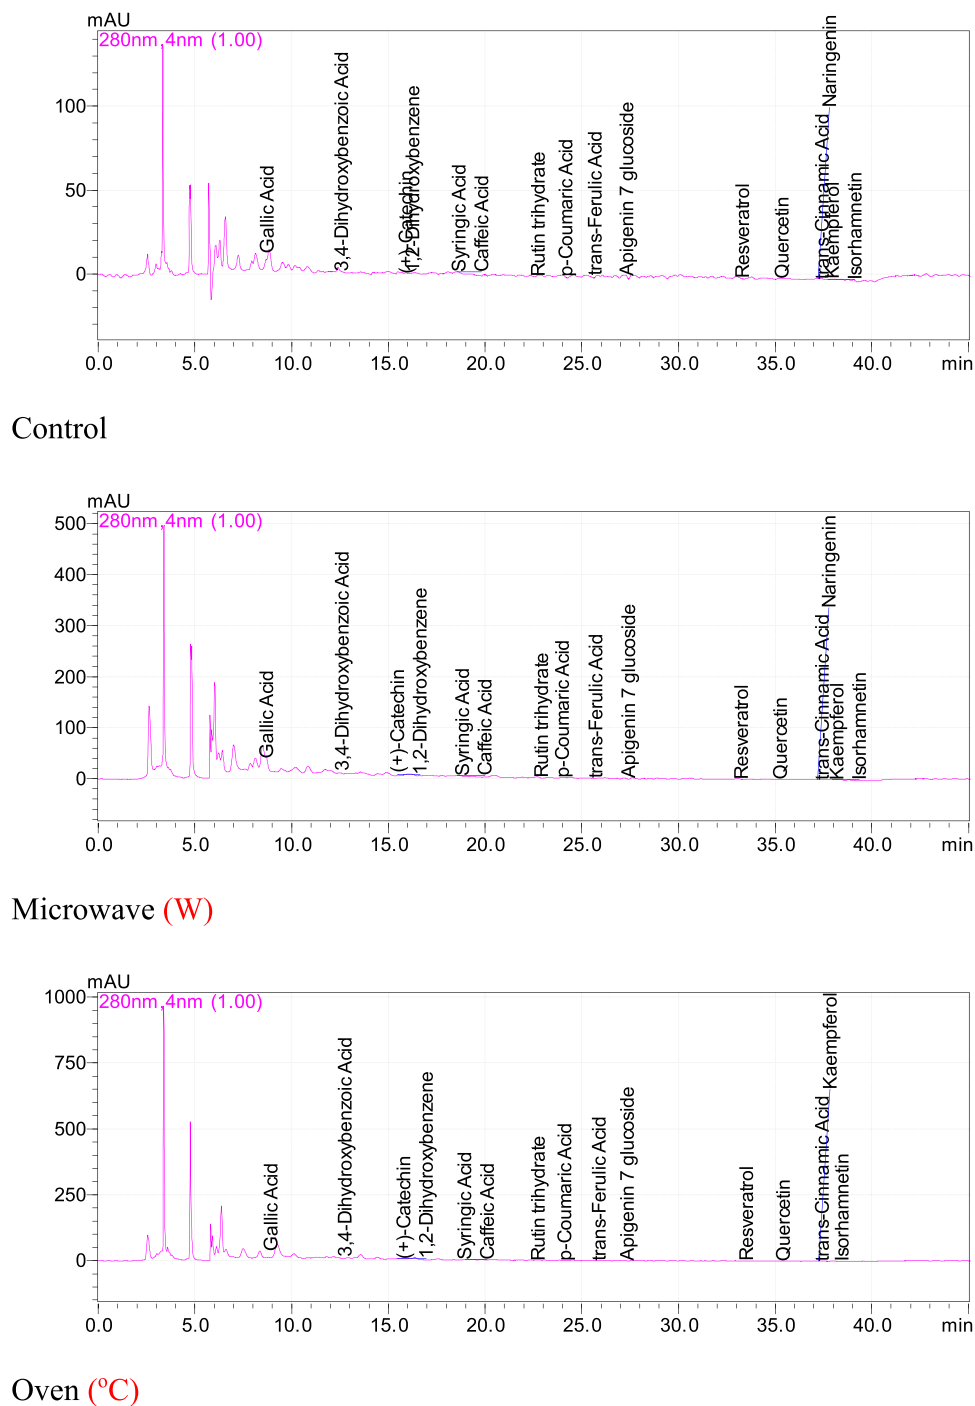 mAU
280nm,4nm (1.00)
Gallic Acid
3,4-Dihydroxybenzoic Acid
(+)-Catechin
1,2-Dihydroxybenzene
Syringic Acid
Caffeic Acid
Rutin trihydrate
p-Coumaric Acid
trans-Ferulic Acid
Apigenin 7 glucoside
Resveratrol
Quercetin
trans-Cinnamic Acid
Naringenin
Kaempferol
Isorhamnetin
100
50
0
0.0 5.0 10.0 15.0 20.0 25.0 30.0 35.0 40.0 min
Control
mAU
280nm,4nm (1.00)
Gallic Acid
3,4-Dihydroxybenzoic Acid
(+)-Catechin
1,2-Dihydroxybenzene
Syringic Acid
Caffeic Acid
Rutin trihydrate
p-Coumaric Acid
trans-Ferulic Acid
Apigenin 7 glucoside
Resveratrol
Quercetin
trans-Cinnamic Acid
Naringenin
Kaempferol
Isorhamnetin
500
400
300
200
100
0
0.0 5.0 10.0 15.0 20.0 25.0 30.0 35.0 40.0 min
Microwave (W)
mAU
280nm,4nm (1.00)
Gallic Acid
3,4-Dihydroxybenzoic Acid
(+)-Catechin
1,2-Dihydroxybenzene
Syringic Acid
Caffeic Acid
Rutin trihydrate
p-Coumaric Acid
trans-Ferulic Acid
Apigenin 7 glucoside
Resveratrol
Quercetin
trans-Cinnamic Acid
Kaempferol
Isorhamnetin
1000
750
500
250
0
0.0 5.0 10.0 15.0 20.0 25.0 30.0 35.0 40.0 min
Oven (ºC)